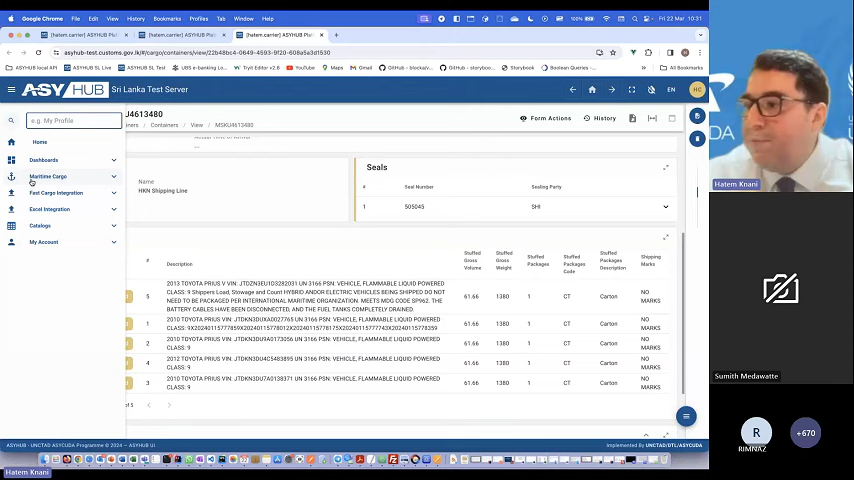 Google Chrome File Edit View History Bookmarks Profiles Tab Window Help 100% Fri 22 Mar 10:31
[hatem.carrier] ASYHUB Pla [hatem.carrier] ASYHUB Pla [hatem.carrier] ASYHUB Pla
asyhub-test.customs.gov.lk/#/cargo/containers/view/22b48bc4-0649-4593-9f20-608a5a3d1530
ASYHUB local ASYHUB SL Live ASYHUB SL Test UBS e-banking Tryit Editor v2.6 Gmail YouTube Maps Gmail GitHub - blockaiv... GitHub - storyboo... Storybook Boolean Queries... All Bookmarks
ASYHUB Sri Lanka Test Server EN HC
e.g. My Profile
Home
Dashboards
Maritime Cargo
Fast Cargo Integration
Excel Integration
Catalogs
My Account
U4613480
ontainers / Containers / View / MSKU4613480
Form Actions History
...
Name
HKN Shipping Line
Seals
# Seal Number Sealing Party
1 505045 SHI
# Description Stuffed Gross Volume Stuffed Gross Weight Stuffed Packages Stuffed Packages Code Stuffed Packages Description Shipping Marks
5 2013 TOYOTA PRIUS V VIN: JTDZN3EU1D3282031 UN 3166 PSN: VEHICLE, FLAMMABLE LIQUID POWERED CLASS: 9 Shippers Load, Stowage and Count HYBRID AND/OR ELECTRIC VEHICLES BEING SHIPPED DO NOT NEED TO BE PACKAGED PER INTERNATIONAL MARITIME ORGANIZATION. MEETS MDG CODE SP962. THE BATTERY CABLES HAVE BEEN DISCONNECTED, AND THE FUEL TANKS COMPLETELY DRAINED. 61.66 1380 1 CT Carton NO MARKS
1 2010 TOYOTA PRIUS VIN: JTDKN3DUXA0027765 UN 3166 PSN: VEHICLE, FLAMMABLE LIQUID POWERED CLASS: 61.66 1380 1 CT Carton NO MARKS
2 2010 TOYOTA PRIUS VIN: JTDKN3DU9A0173056 UN 3166 PSN: VEHICLE, FLAMMABLE LIQUID POWERED CLASS: 9 61.66 1380 1 CT Carton NO MARKS
4 2012 TOYOTA PRIUS VIN: JTDKN3DU4C5483895 UN 3166 PSN: VEHICLE, FLAMMABLE LIQUID POWERED CLASS: 9 61.66 1380 1 CT Carton NO MARKS
3 2010 TOYOTA PRIUS VIN: JTDKN3DU7A0138371 UN 3166 PSN: VEHICLE, FLAMMABLE LIQUID POWERED CLASS: 9 61.66 1380 1 CT Carton NO MARKS
of 5
ASYHUB - UNCTAD ASYCUDA Programme © 2024 – ASYHUB UI. Implemented By UNCTAD/DTL/ASYCUDA
Hatem Knani
Hatem Knani
Sumith Medawatte
R
RIMNAZ
+670